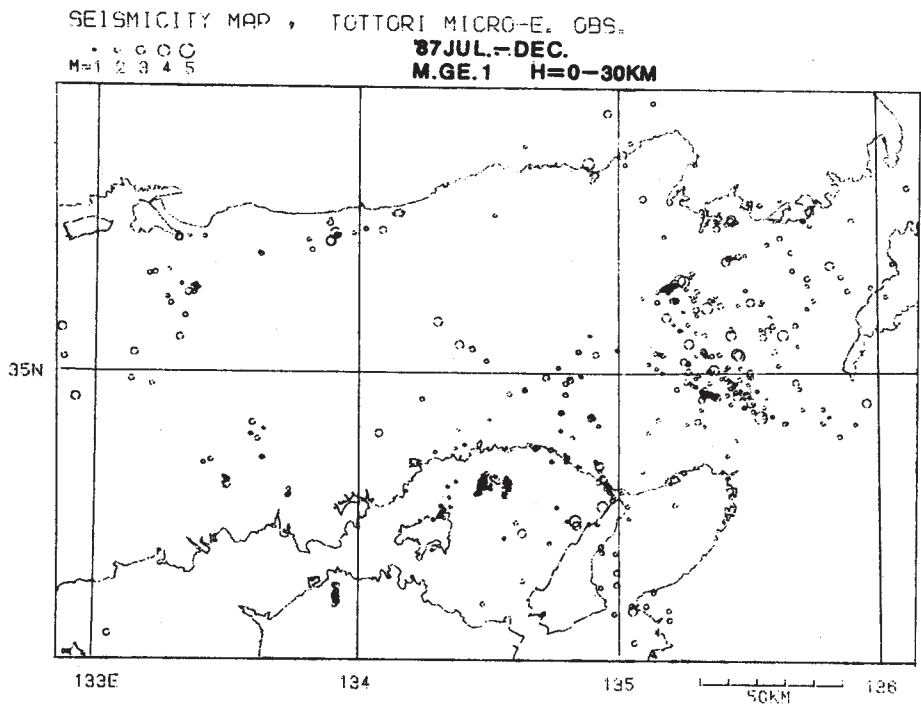 SEISMICITY MAP , TOTTORI MICRO-E. OBS.
'87JUL.-DEC.
M=1 2 3 4 5
M.GE.1 H=0-30KM
35N
133E 134 135 136
50KM